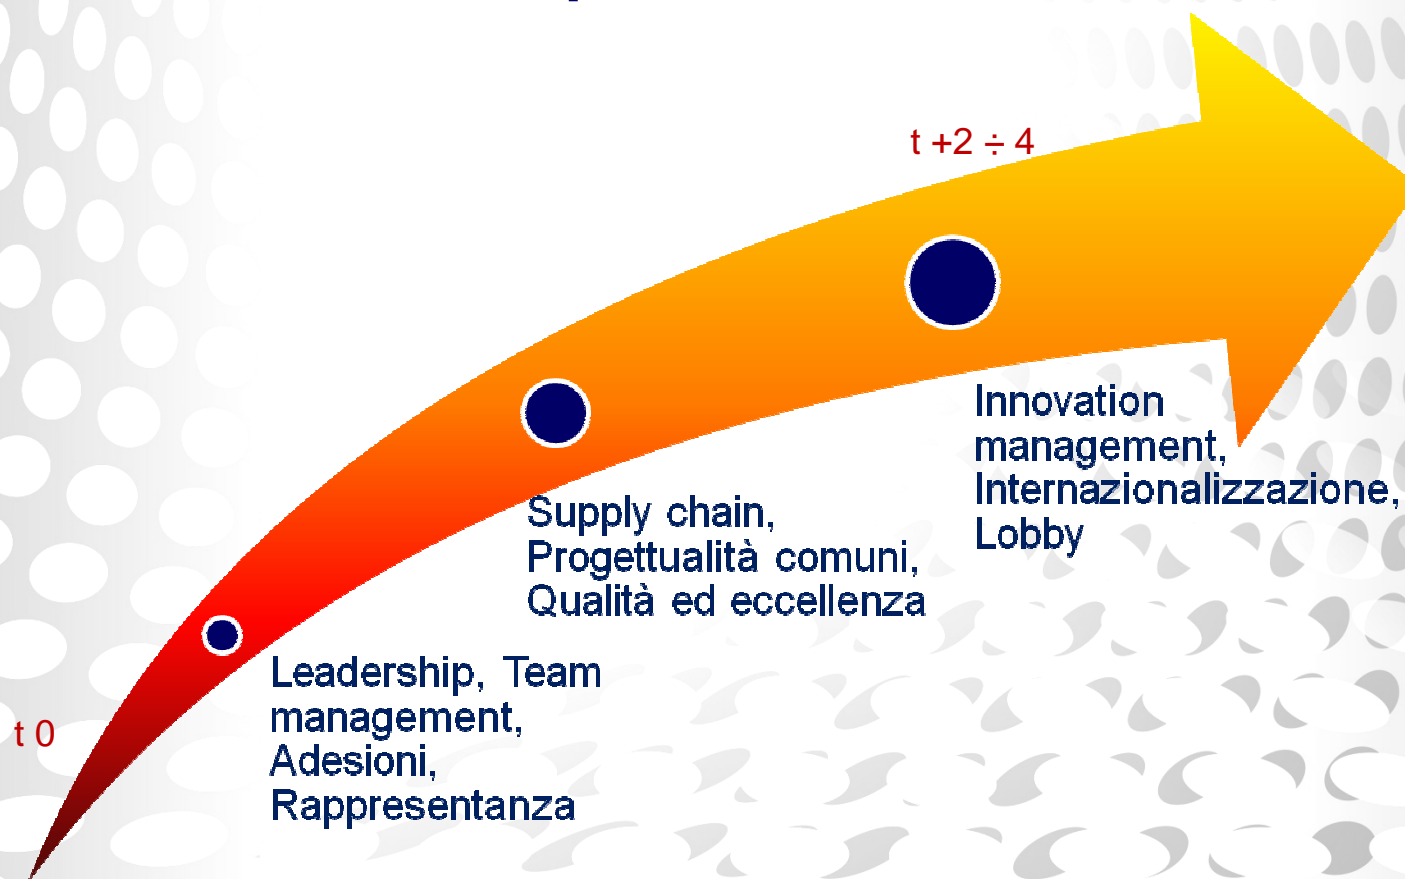 t +2 ÷ 4
Innovation
management,
Internazionalizzazione,
Lobby
Supply chain,
Progettualità comuni,
Qualità ed eccellenza
Leadership, Team
management,
Adesioni,
Rappresentanza
t 0